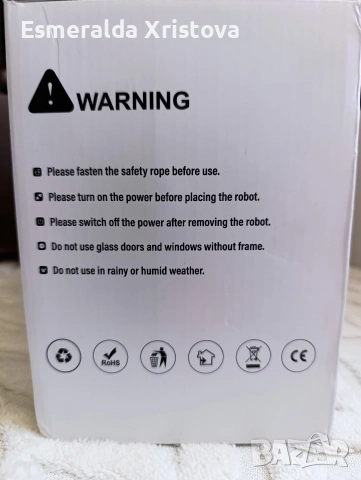 Esmeralda Xristova
WARNING
Please fasten the safety rope before use.
Please turn on the power before placing the robot.
Please switch off the power after removing the robot.
Do not use glass doors and windows without frame.
Do not use in rainy or humid weather.
RoHS
CE
bazar